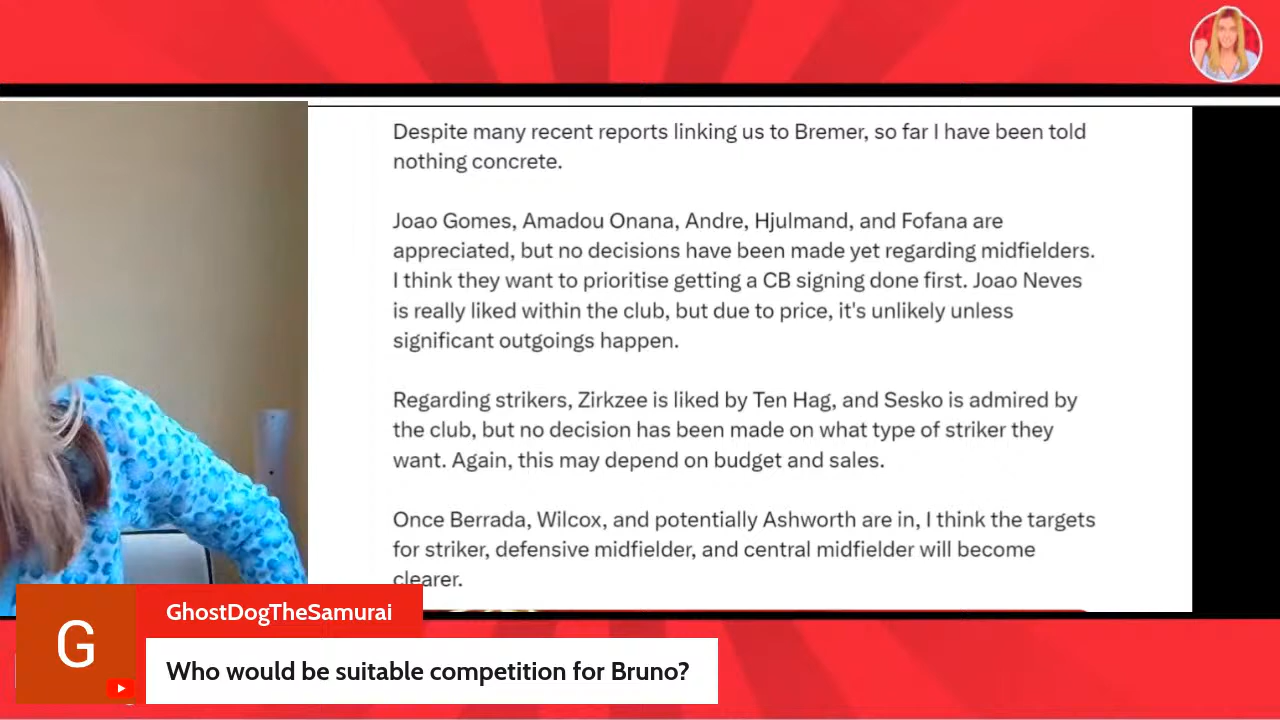 Despite many recent reports linking us to Bremer, so far I have been told
nothing concrete.
Joao Gomes, Amadou Onana, Andre, Hjulmand, and Fofana are
appreciated, but no decisions have been made yet regarding midfielders.
I think they want to prioritise getting a CB signing done first. Joao Neves
is really liked within the club, but due to price, it's unlikely unless
significant outgoings happen.
Regarding strikers, Zirkzee is liked by Ten Hag, and Sesko is admired by
the club, but no decision has been made on what type of striker they
want. Again, this may depend on budget and sales.
Once Berrada, Wilcox, and potentially Ashworth are in, I think the targets
for striker, defensive midfielder, and central midfielder will become
clearer.
G
GhostDogTheSamurai
Who would be suitable competition for Bruno?